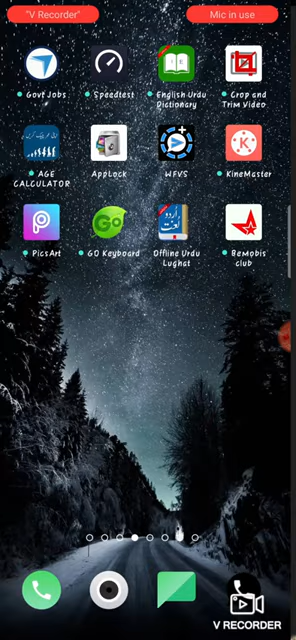 "V Recorder"
Mic in use
Govt Jobs
Speedtest
English Urdu
Dictionary
Crop and
Trim Video
AGE
CALCULATOR
AppLock
WFVS
KineMaster
PicsArt
GO Keyboard
Offline Urdu
Lughat
BeMobis
club
V RECORDER